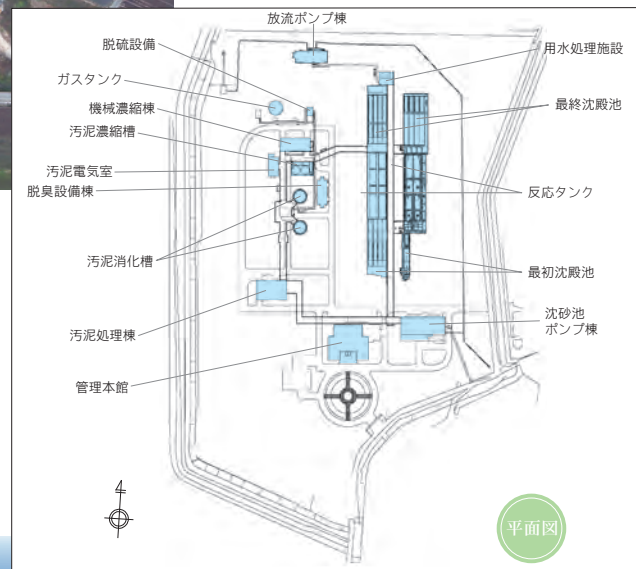 放流ポンプ棟
脱硫設備
ガスタンク
機械濃縮棟
汚泥濃縮槽
汚泥電気室
脱臭設備棟
汚泥消化槽
汚泥処理棟
管理本館
用水処理施設
最終沈殿池
反応タンク
最初沈殿池
沈砂池
ポンプ棟
平面図